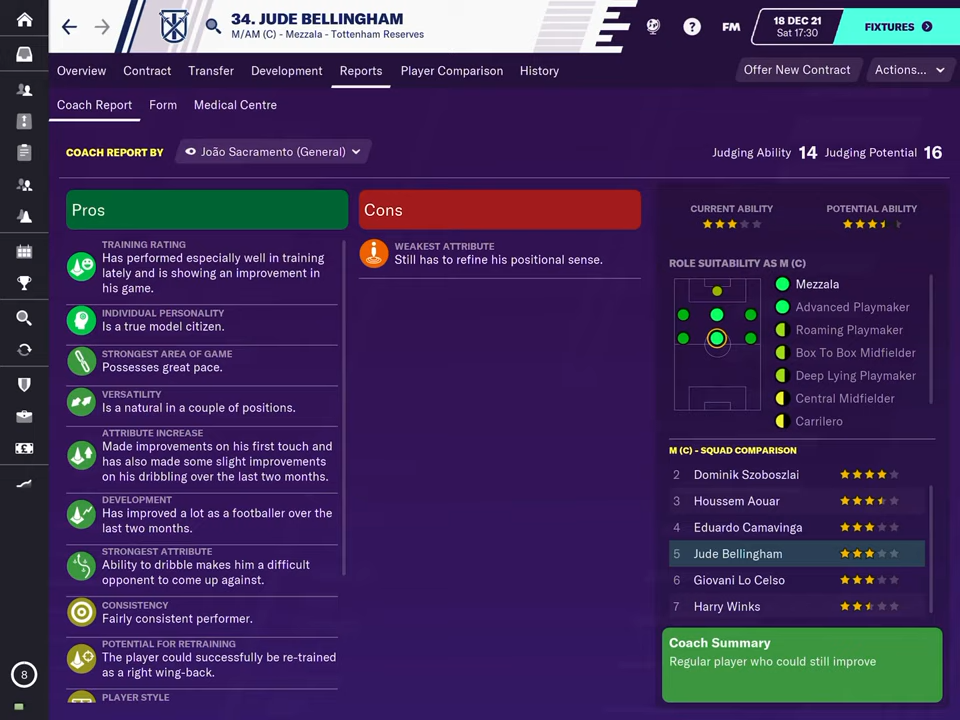 34. JUDE BELLINGHAM
M/AM (C) - Mezzala - Tottenham Reserves
?
FM
18 DEC 21
Sat 17:30
FIXTURES
Overview
Contract
Transfer
Development
Reports
Player Comparison
History
Offer New Contract
Actions...
Coach Report
Form
Medical Centre
COACH REPORT BY
João Sacramento (General)
Judging Ability 14 Judging Potential 16
Pros
TRAINING RATING
Has performed especially well in training
lately and is showing an improvement in
his game.
INDIVIDUAL PERSONALITY
Is a true model citizen.
STRONGEST AREA OF GAME
Possesses great pace.
VERSATILITY
Is a natural in a couple of positions.
ATTRIBUTE INCREASE
Made improvements on his first touch and
has also made some slight improvements
on his dribbling over the last two months.
DEVELOPMENT
Has improved a lot as a footballer over the
last two months.
STRONGEST ATTRIBUTE
Ability to dribble makes him a difficult
opponent to come up against.
CONSISTENCY
Fairly consistent performer.
POTENTIAL FOR RETRAINING
The player could successfully be re-trained
as a right wing-back.
PLAYER STYLE
Cons
WEAKEST ATTRIBUTE
Still has to refine his positional sense.
CURRENT ABILITY
POTENTIAL ABILITY
ROLE SUITABILITY AS M (C)
Mezzala
Advanced Playmaker
Roaming Playmaker
Box To Box Midfielder
Deep Lying Playmaker
Central Midfielder
Carrilero
M (C) - SQUAD COMPARISON
2 Dominik Szoboszlai
3 Houssem Aouar
4 Eduardo Camavinga
5 Jude Bellingham
6 Giovani Lo Celso
7 Harry Winks
Coach Summary
Regular player who could still improve
8